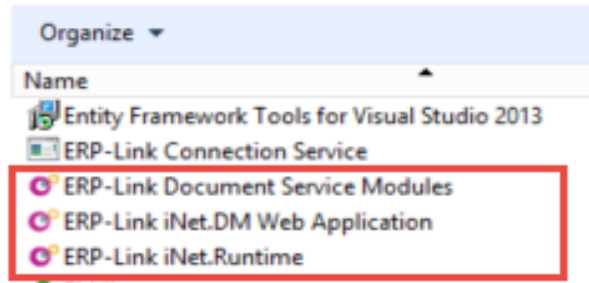 Organize
Name
Entity Framework Tools for Visual Studio 2013
ERP-Link Connection Service
ERP-Link Document Service Modules
ERP-Link iNet.DM Web Application
ERP-Link iNet.Runtime